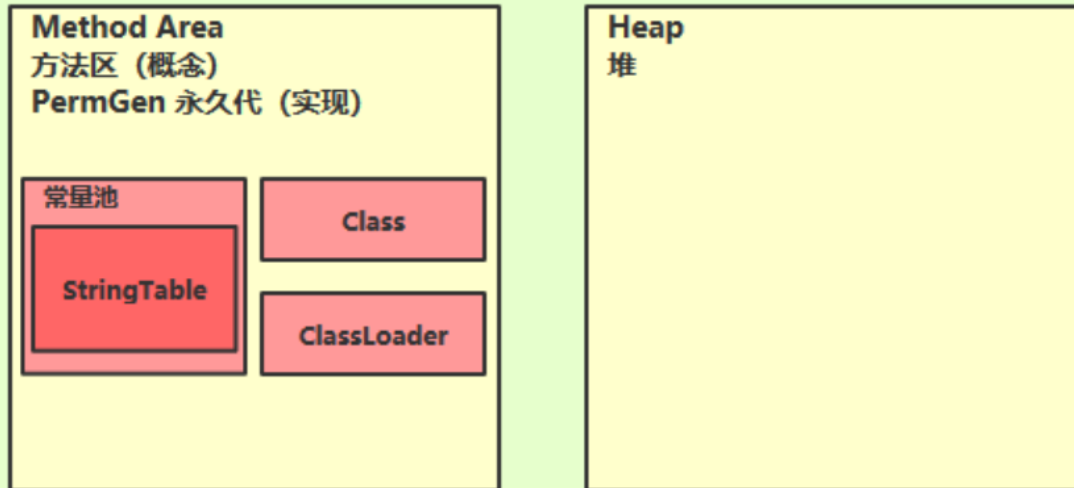 Method Area
方法区（概念）
PermGen 永久代（实现）
常量池
StringTable
Class
ClassLoader
Heap
堆